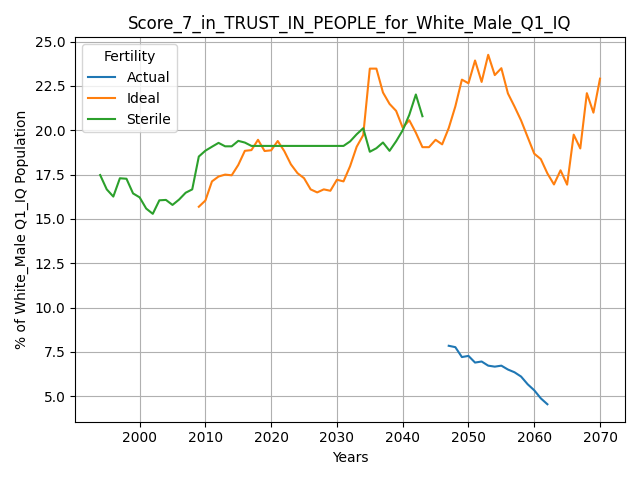 Score_7_in_TRUST_IN_PEOPLE_for_White_Male_Q1_IQ
Fertility
Actual
Ideal
Sterile
% of White_Male Q1_IQ Population
25.0
22.5
20.0
17.5
15.0
12.5
10.0
7.5
5.0
2000 2010 2020 2030 2040 2050 2060 2070
Years